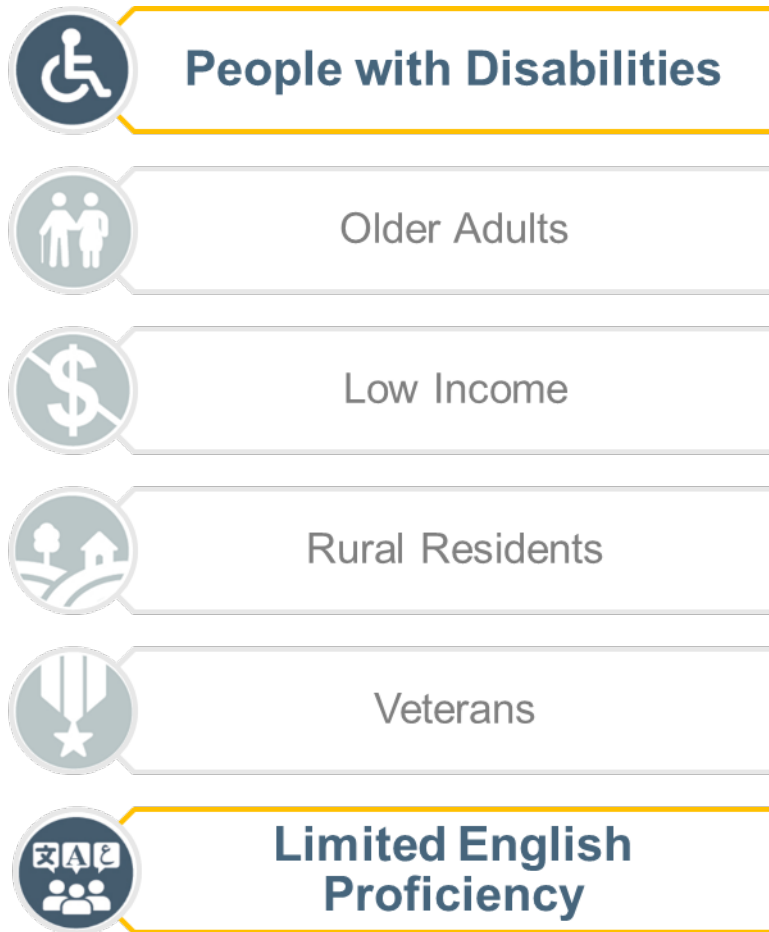 People with Disabilities
Older Adults
Low Income
Rural Residents
Veterans
文 A ع
Limited English
Proficiency